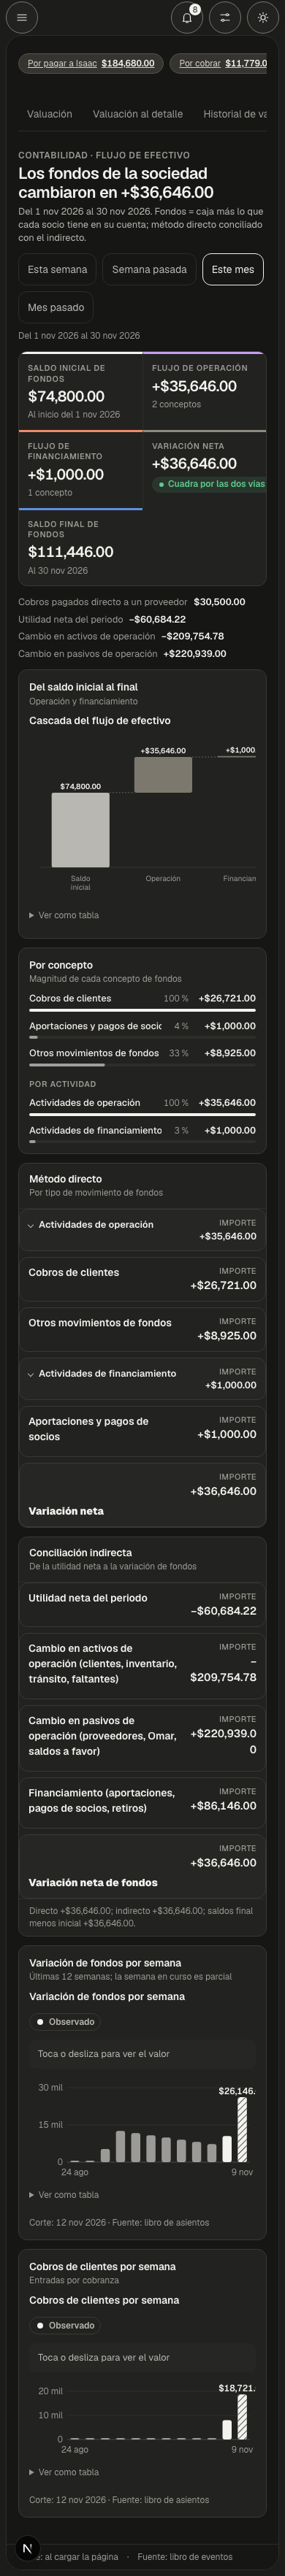 8
Por pagar a Isaac $184,680.00
Por cobrar $11,779.0
Valuación Valuación al detalle Historial de va
CONTABILIDAD · FLUJO DE EFECTIVO
Los fondos de la sociedad
cambiaron en +$36,646.00
Del 1 nov 2026 al 30 nov 2026. Fondos = caja más lo que
cada socio tiene en su cuenta; método directo conciliado
con el indirecto.
Esta semana
Semana pasada
Este mes
Mes pasado
Del 1 nov 2026 al 30 nov 2026
SALDO INICIAL DE
FONDOS
$74,800.00
Al inicio del 1 nov 2026
FLUJO DE OPERACIÓN
+$35,646.00
2 conceptos
FLUJO DE
FINANCIAMIENTO
+$1,000.00
1 concepto
VARIACIÓN NETA
+$36,646.00
Cuadra por las dos vías
SALDO FINAL DE
FONDOS
$111,446.00
Al 30 nov 2026
Cobros pagados directo a un proveedor $30,500.00
Utilidad neta del periodo −$60,684.22
Cambio en activos de operación −$209,754.78
Cambio en pasivos de operación +$220,939.00
Del saldo inicial al final
Operación y financiamiento
Cascada del flujo de efectivo
+$35,646.00
+$1,000.
$74,800.00
Saldo
inicial
Operación
Financian
Ver como tabla
Por concepto
Magnitud de cada concepto de fondos
Cobros de clientes 100 % +$26,721.00
Aportaciones y pagos de socic 4 % +$1,000.00
Otros movimientos de fondos 33 % +$8,925.00
POR ACTIVIDAD
Actividades de operación 100 % +$35,646.00
Actividades de financiamiento 3 % +$1,000.00
Método directo
Por tipo de movimiento de fondos
Actividades de operación
IMPORTE
+$35,646.00
Cobros de clientes
IMPORTE
+$26,721.00
Otros movimientos de fondos
IMPORTE
+$8,925.00
Actividades de financiamiento
IMPORTE
+$1,000.00
Aportaciones y pagos de
socios
IMPORTE
+$1,000.00
IMPORTE
+$36,646.00
Variación neta
Conciliación indirecta
De la utilidad neta a la variación de fondos
Utilidad neta del periodo
IMPORTE
−$60,684.22
Cambio en activos de
operación (clientes, inventario,
tránsito, faltantes)
IMPORTE
−
$209,754.78
Cambio en pasivos de
operación (proveedores, Omar,
saldos a favor)
IMPORTE
+$220,939.0
0
Financiamiento (aportaciones,
pagos de socios, retiros)
IMPORTE
+$86,146.00
IMPORTE
+$36,646.00
Variación neta de fondos
Directo +$36,646.00; indirecto +$36,646.00; saldos final
menos inicial +$36,646.00.
Variación de fondos por semana
Últimas 12 semanas; la semana en curso es parcial
Variación de fondos por semana
Observado
Toca o desliza para ver el valor
30 mil
$26,146.
15 mil
0
24 ago
9 nov
Ver como tabla
Corte: 12 nov 2026 · Fuente: libro de asientos
Cobros de clientes por semana
Entradas por cobranza
Cobros de clientes por semana
Observado
Toca o desliza para ver el valor
20 mil
$18,721.
10 mil
0
24 ago
9 nov
Ver como tabla
Corte: 12 nov 2026 · Fuente: libro de asientos
N
: al cargar la página · Fuente: libro de eventos